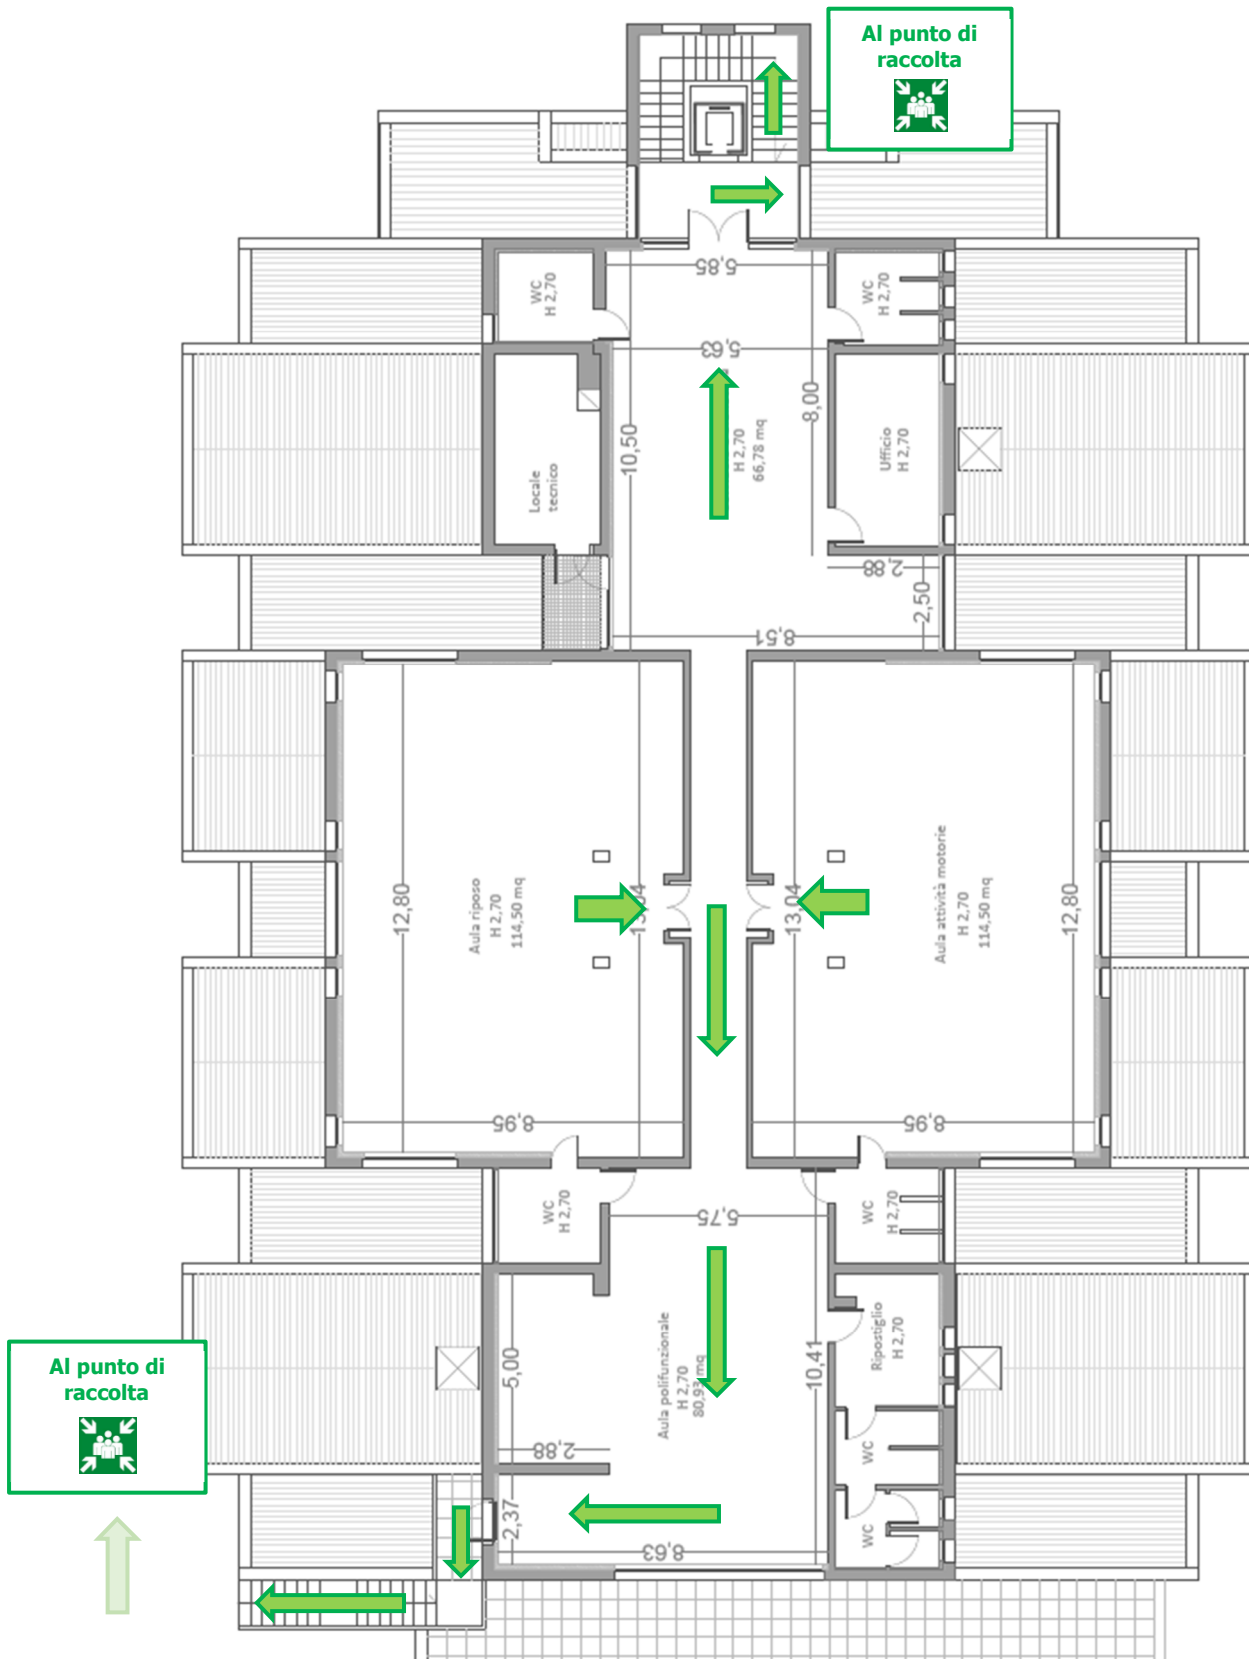 Al punto di
raccolta
5,85
WC
H 2,70
WC
H 2,70
5,63
8,00
10,50
H 2,70
66,78 mq
Ufficio
H 2,70
Locale
tecnico
2,88
2,50
8,51
12,80
Aula riposo
H 2,70
114,50 mq
13,04
Aula attività motorie
H 2,70
114,50 mq
12,80
8,95
8,95
WC
H 2,70
WC
H 2,70
5,75
Aula polifunzionale
H 2,70
80,93 mq
10,41
Ripostiglio
H 2,70
5,00
Al punto di
raccolta
2,88
WC
2,37
WC
8,63